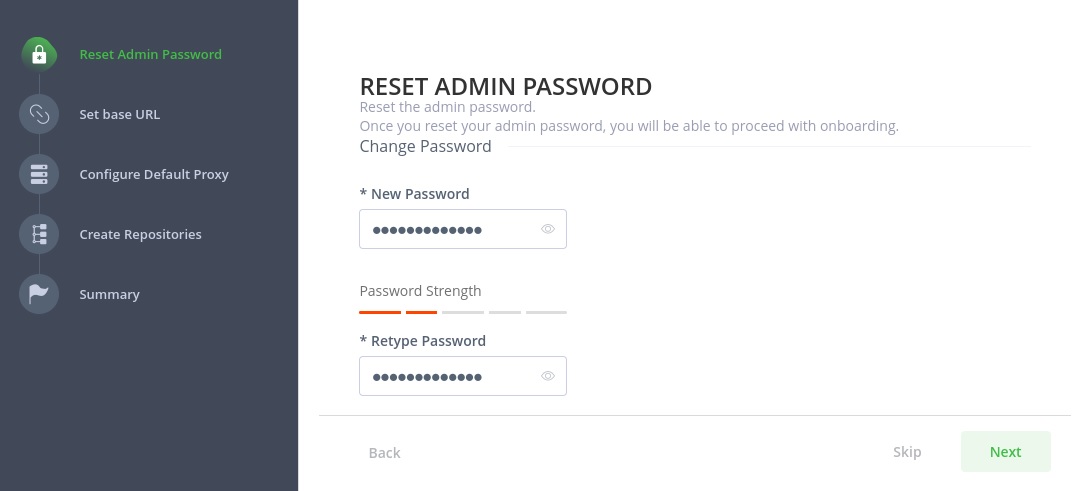 Reset Admin Password
Set base URL
Configure Default Proxy
Create Repositories
Summary
RESET ADMIN PASSWORD
Reset the admin password.
Once you reset your admin password, you will be able to proceed with onboarding.
Change Password
* New Password
●●●●●●●●●●●●●
Password Strength
* Retype Password
●●●●●●●●●●●●●
Back
Skip
Next